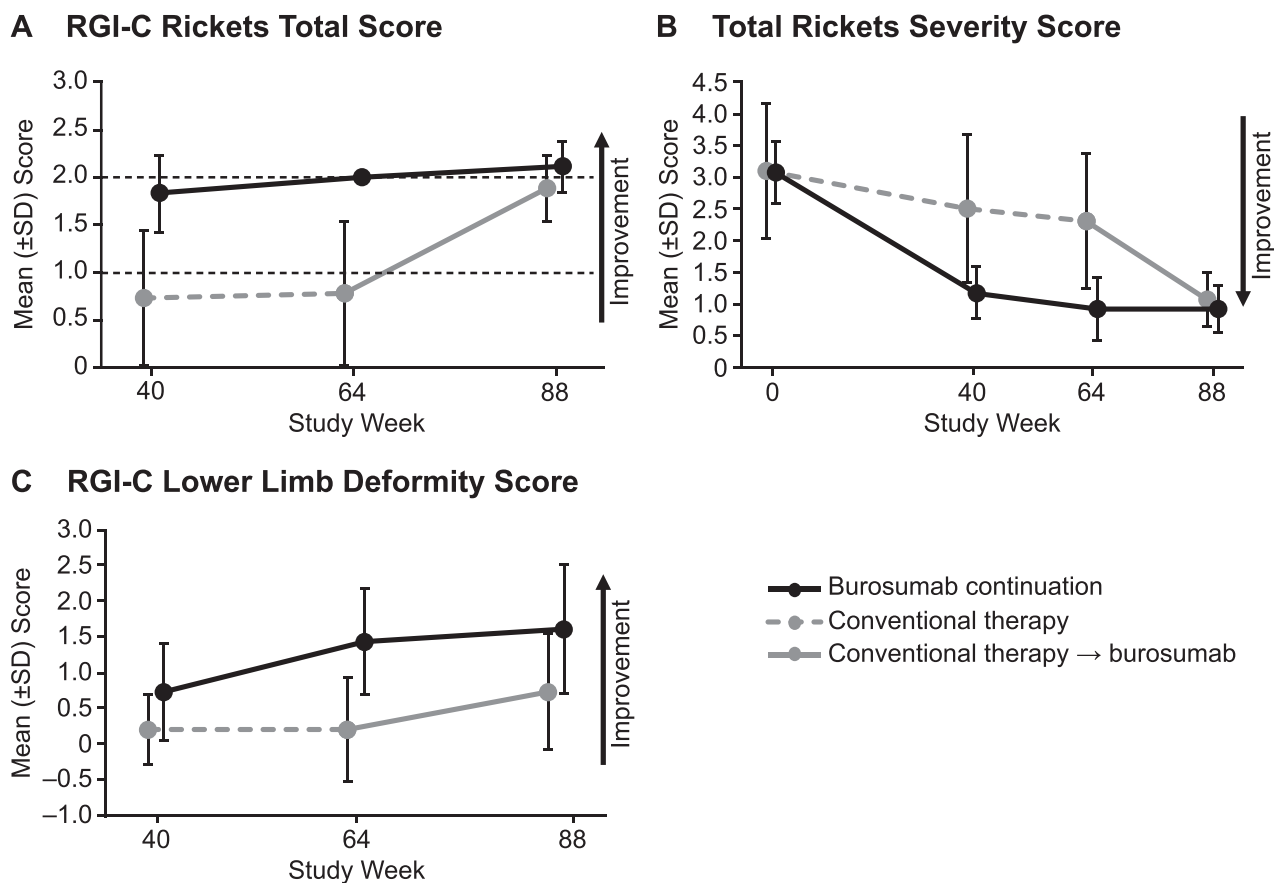 A RGI-C Rickets Total Score
Mean (±SD) Score
3.0
2.5
2.0
1.5
1.0
0.5
0
40 64 88
Study Week
Improvement
B Total Rickets Severity Score
Mean (±SD) Score
4.5
4.0
3.5
3.0
2.5
2.0
1.5
1.0
0.5
0
0 40 64 88
Study Week
Improvement
C RGI-C Lower Limb Deformity Score
Mean (±SD) Score
3.0
2.5
2.0
1.5
1.0
0.5
0
–0.5
–1.0
40 64 88
Study Week
Improvement
Burosumab continuation
Conventional therapy
Conventional therapy → burosumab